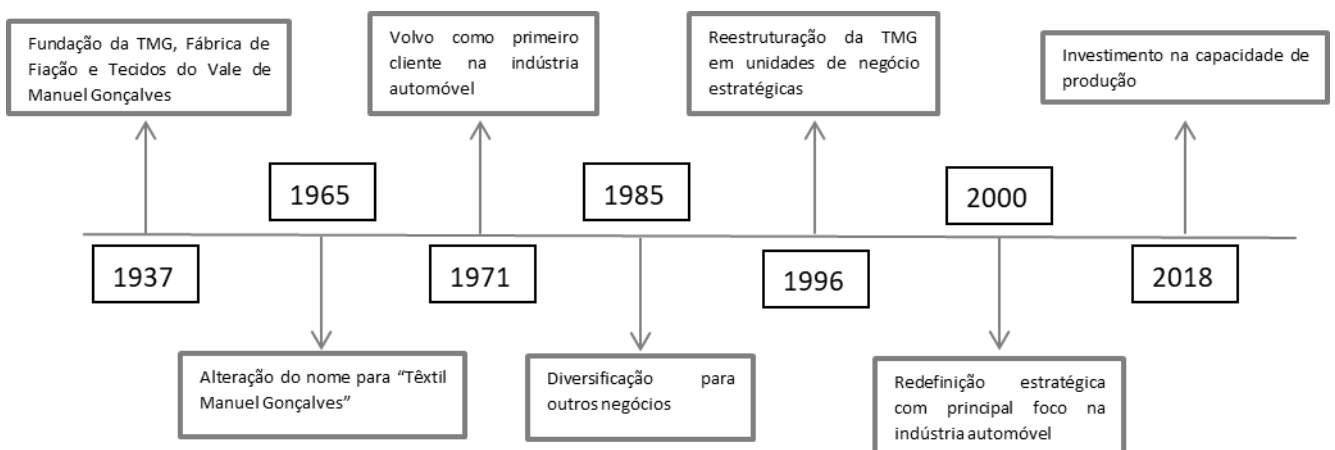 Fundação da TMG, Fábrica de
Fiação e Tecidos do Vale de
Manuel Gonçalves
Volvo como primeiro
cliente na indústria
automóvel
Reestruturação da TMG
em unidades de negócio
estratégicas
Investimento na capacidade de
produção
1965
1985
2000
1937
1971
1996
2018
Alteração do nome para “Têxtil
Manuel Gonçalves”
Diversificação para
outros negócios
Redefinição estratégica
com principal foco na
indústria automóvel